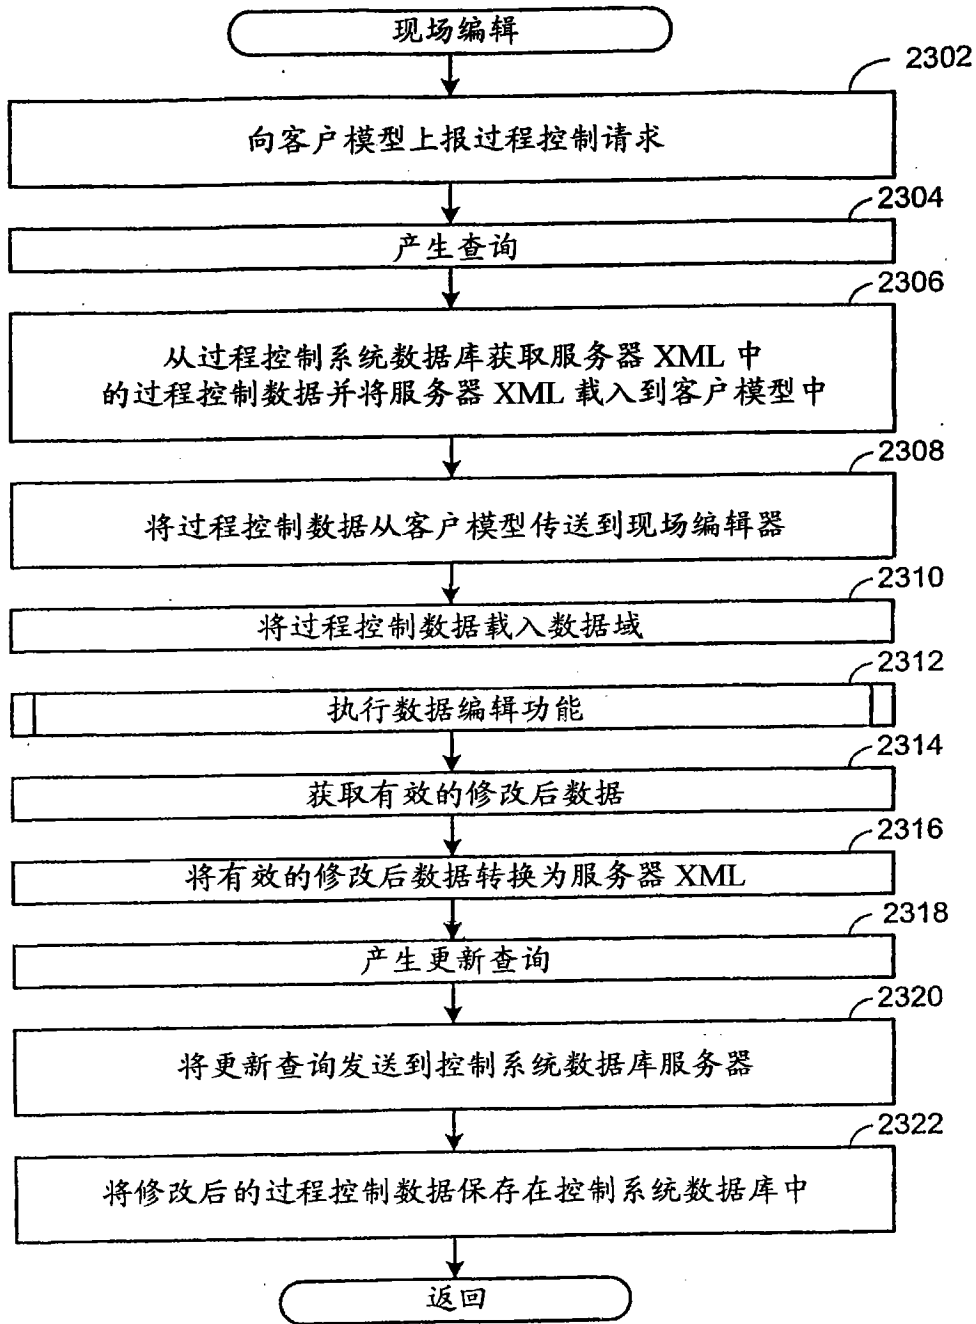 现场编辑
2302
向客户模型上报过程控制请求
2304
产生查询
2306
从过程控制系统数据库获取服务器 XML 中
的过程控制数据并将服务器 XML 载入到客户模型中
2308
将过程控制数据从客户模型传送到现场编辑器
2310
将过程控制数据载入数据域
2312
执行数据编辑功能
2314
获取有效的修改后数据
2316
将有效的修改后数据转换为服务器 XML
2318
产生更新查询
2320
将更新查询发送到控制系统数据库服务器
2322
将修改后的过程控制数据保存在控制系统数据库中
返回